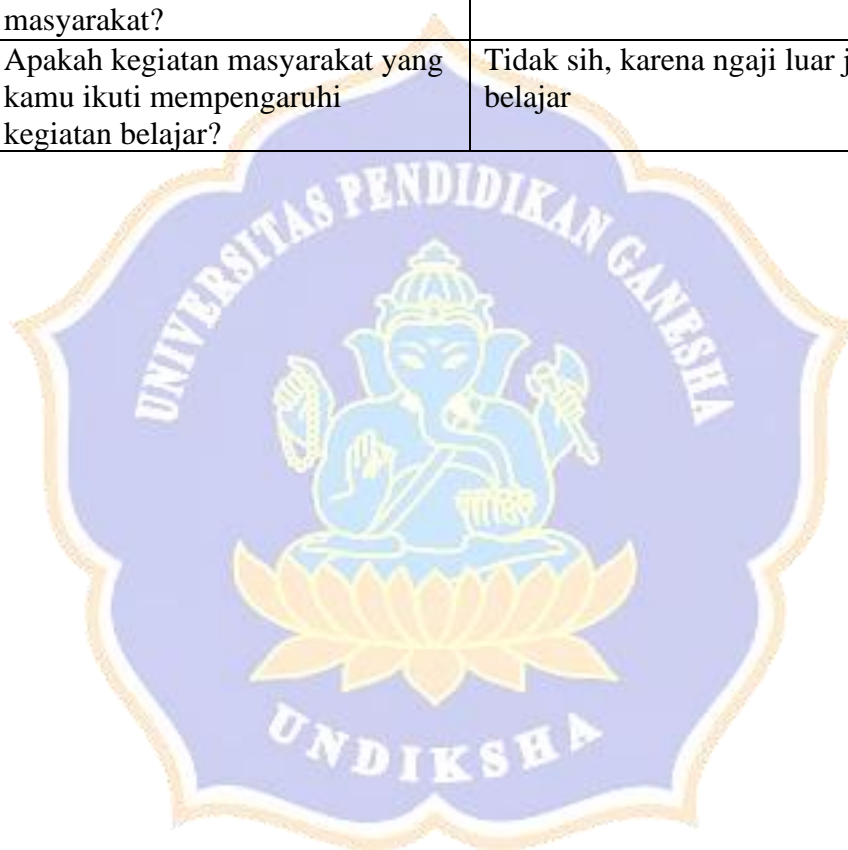 masyarakat?
Apakah kegiatan masyarakat yang
kamu ikuti mempengaruhi
kegiatan belajar?
Tidak sih, karena ngaji luar
belajar
UNIVERSITAS PENDIDIKAN GANESHA
UNDIKSHA